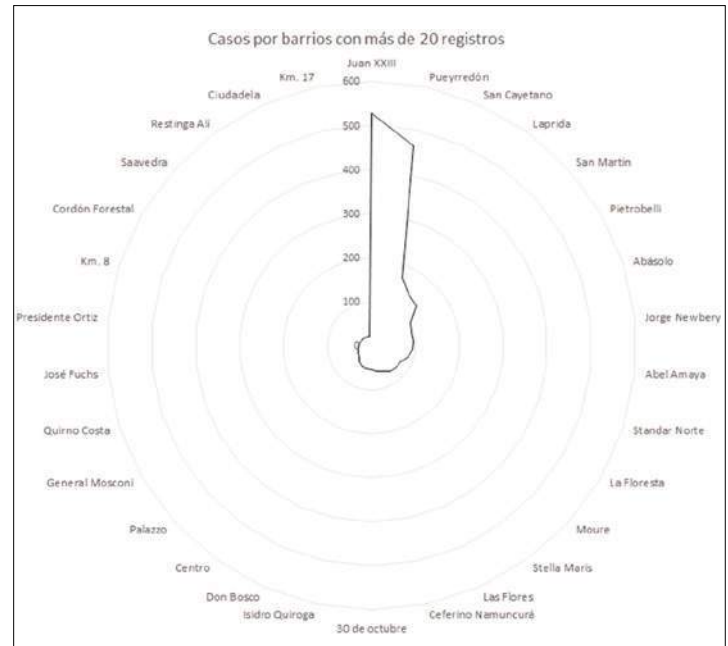 Casos por barrios con más de 20 registros
Juan XXIII
Pueyrredón
San Cayetano
Laprida
San Martin
Pietrobelli
Abasolo
Jorge Newbery
Abel Amaya
Standar Norte
La Floresta
Moure
Stella Maris
Las Flores
Ceferino Namuncurá
30 de octubre
Isidro Quiroga
Don Bosco
Centro
Palazzo
General Mosconi
Quirno Costa
José Fuchs
Presidente Ortiz
Km. 8
Cordón Forestal
Saavedra
Restinga Alí
Ciudadela
Km. 17
600
500
400
300
200
100
0